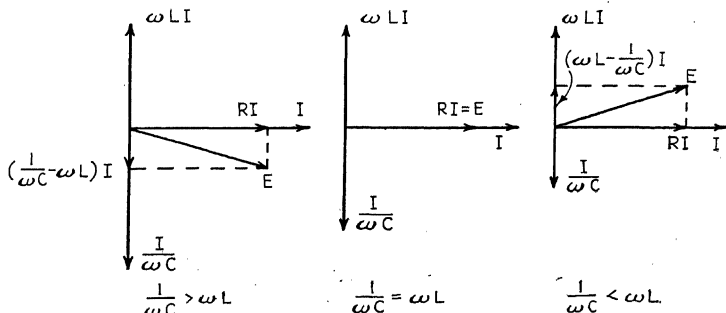 ωLI
RI I
(1/ωC-ωL)I
E
I/ωC
1/ωC > ωL
ωLI
RI=E
I
I/ωC
1/ωC = ωL
ωLI
(ωL-1/ωC)I
E
RI I
I/ωC
1/ωC < ωL